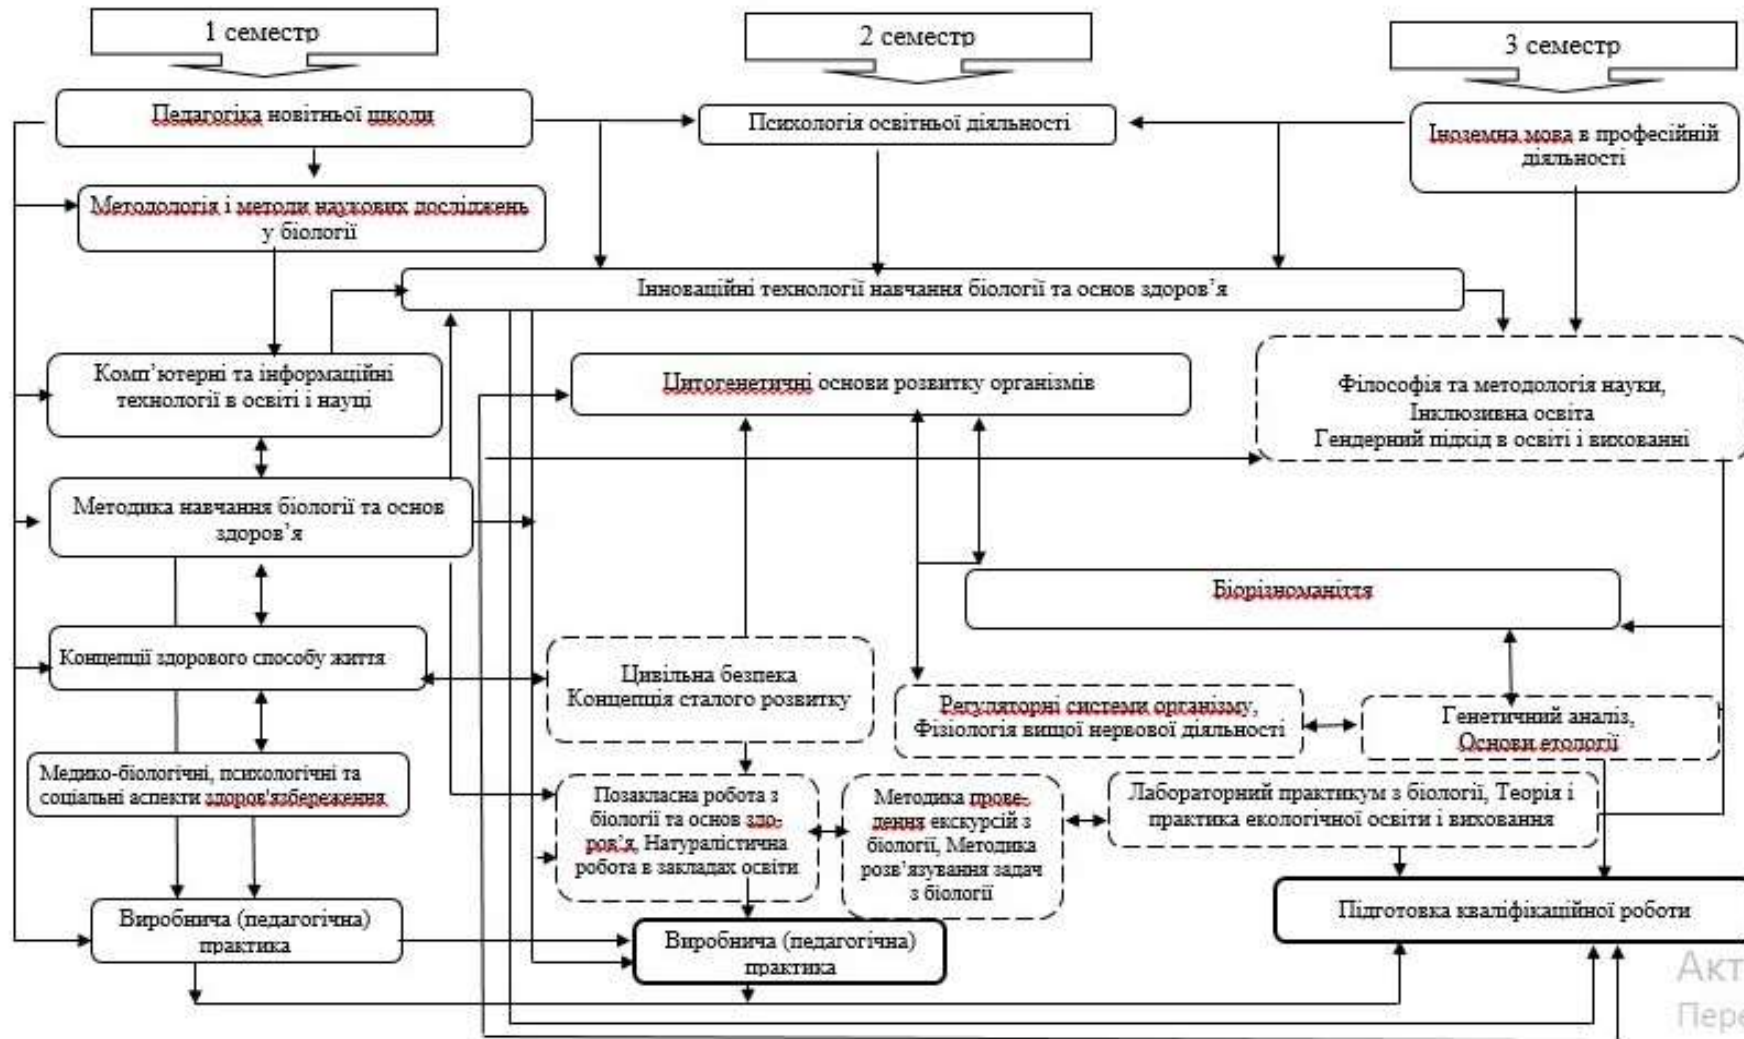 1 семестр
2 семестр
3 семестр
Педагогіка новітньої школи
Психологія освітньої діяльності
Іноземна мова в професійній
діяльності
Методологія і методи наукових досліджень
у біології
Інноваційні технології навчання біології та основ здоров’я
Комп’ютерні та інформаційні
технології в освіті і науці
Цитогенетичні основи розвитку організмів
Філософія та методологія науки,
Інклюзивна освіта
Гендерний підхід в освіті і вихованні
Методика навчання біології та основ
здоров’я
Біорізноманіття
Концепції здорового способу життя
Цивільна безпека
Концепція сталого розвитку
Регуляторні системи організму,
Фізіологія вищої нервової діяльності
Генетичний аналіз,
Основи етології
Медико-біологічні, психологічні та
соціальні аспекти здоров'язбереження
Позакласна робота з
біології та основ здо-
ров’я, Натуралістична
робота в закладах освіти
Методика прове-
дення екскурсій з
біології, Методика
розв’язування задач
з біології
Лабораторний практикум з біології, Теорія і
практика екологічної освіти і виховання
Виробнича (педагогічна)
практика
Виробнича (педагогічна)
практика
Підготовка кваліфікаційної роботи
Акт
Пере